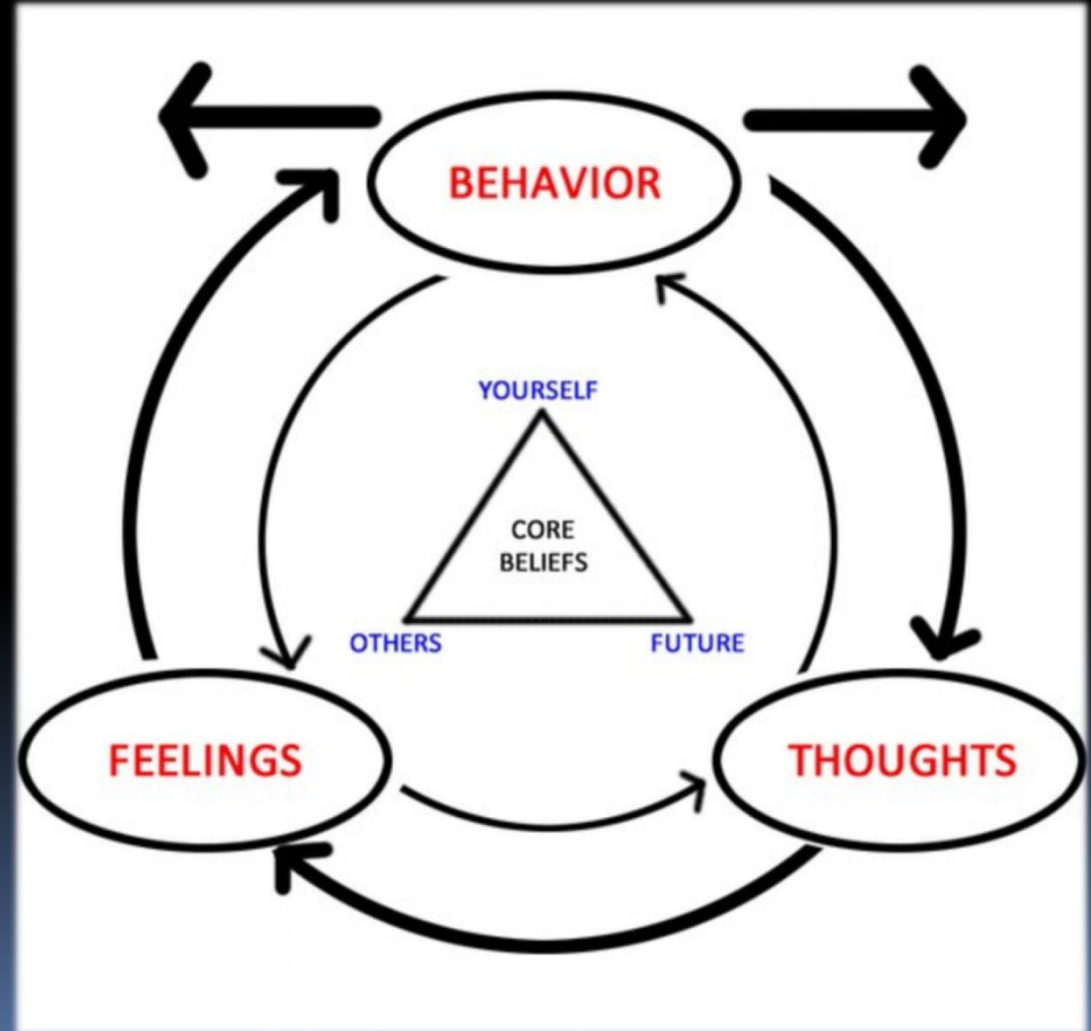 BEHAVIOR
YOURSELF
CORE
BELIEFS
OTHERS
FUTURE
FEELINGS
THOUGHTS